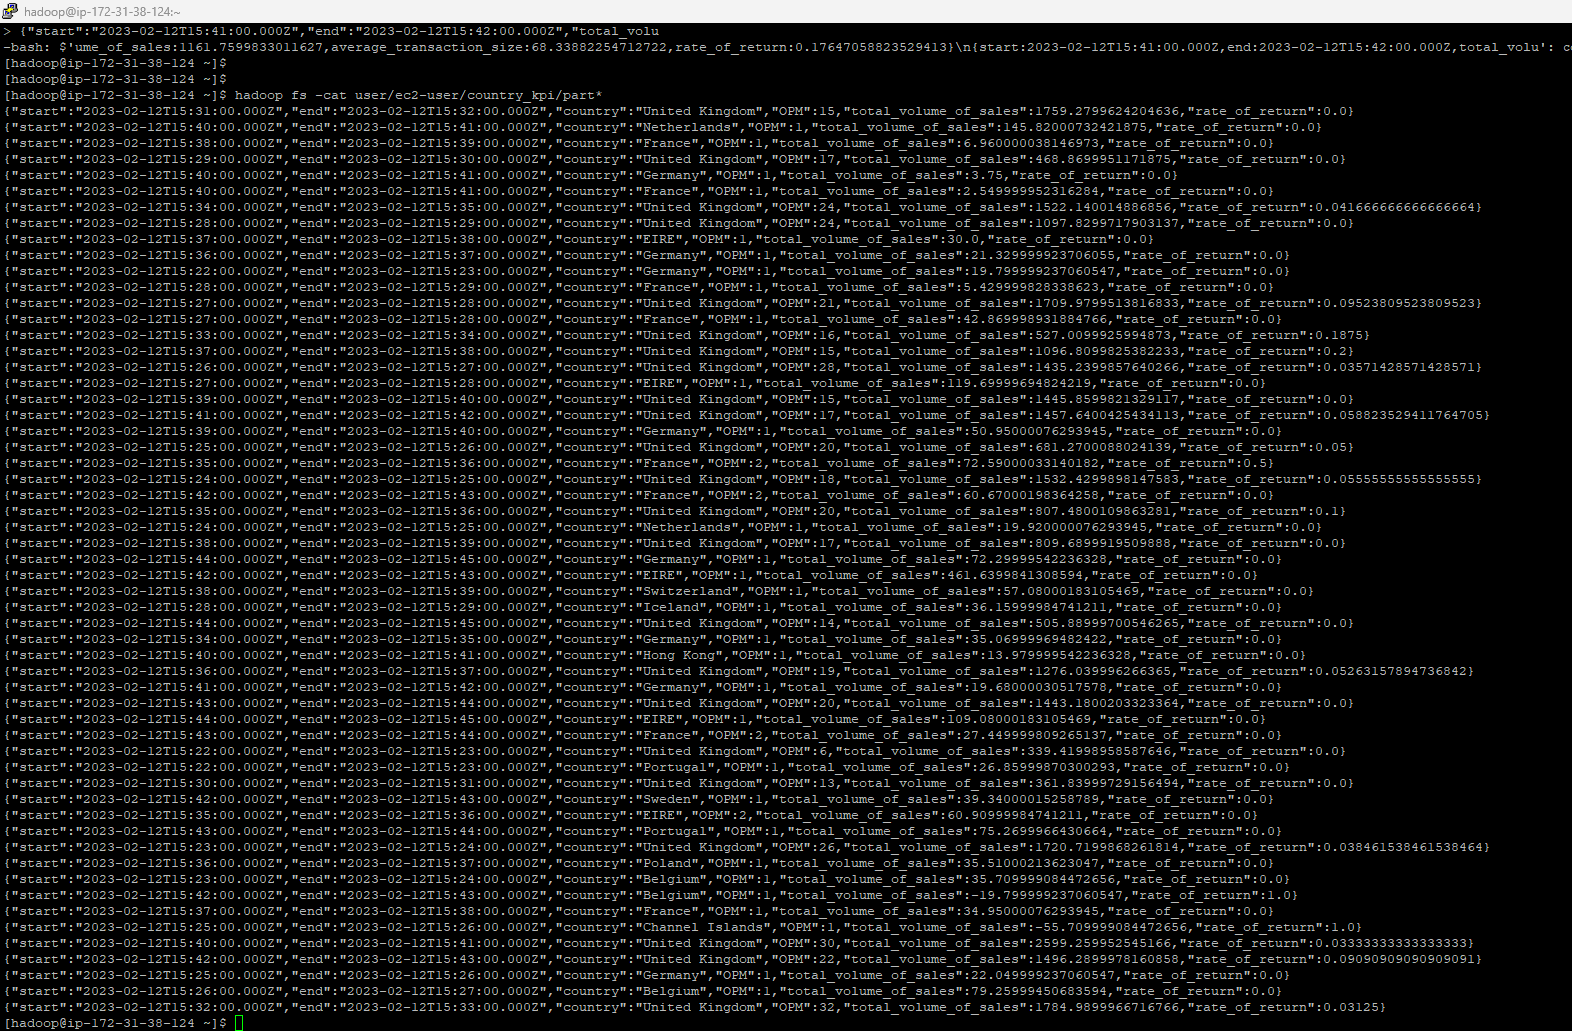 hadoop@ip-172-31-38-124:~
> {"start":"2023-02-12T15:41:00.000Z","end":"2023-02-12T15:42:00.000Z","total_volu
-bash: $'ume_of_sales:1161.7599833011627,average_transaction_size:68.33882254712722,rate_of_return:0.17647058823529413}\n{start:2023-02-12T15:41:00.000Z,end:2023-02-12T15:42:00.000Z,total_volu': c
[hadoop@ip-172-31-38-124 ~]$
[hadoop@ip-172-31-38-124 ~]$
[hadoop@ip-172-31-38-124 ~]$ hadoop fs -cat user/ec2-user/country_kpi/part*
{"start":"2023-02-12T15:31:00.000Z","end":"2023-02-12T15:32:00.000Z","country":"United Kingdom","OPM":15,"total_volume_of_sales":1759.2799624204636,"rate_of_return":0.0}
{"start":"2023-02-12T15:40:00.000Z","end":"2023-02-12T15:41:00.000Z","country":"Netherlands","OPM":1,"total_volume_of_sales":145.82000732421875,"rate_of_return":0.0}
{"start":"2023-02-12T15:38:00.000Z","end":"2023-02-12T15:39:00.000Z","country":"France","OPM":1,"total_volume_of_sales":6.960000038146973,"rate_of_return":0.0}
{"start":"2023-02-12T15:29:00.000Z","end":"2023-02-12T15:30:00.000Z","country":"United Kingdom","OPM":17,"total_volume_of_sales":468.8699951171875,"rate_of_return":0.0}
{"start":"2023-02-12T15:40:00.000Z","end":"2023-02-12T15:41:00.000Z","country":"Germany","OPM":1,"total_volume_of_sales":3.75,"rate_of_return":0.0}
{"start":"2023-02-12T15:40:00.000Z","end":"2023-02-12T15:41:00.000Z","country":"France","OPM":1,"total_volume_of_sales":2.549999952316284,"rate_of_return":0.0}
{"start":"2023-02-12T15:34:00.000Z","end":"2023-02-12T15:35:00.000Z","country":"United Kingdom","OPM":24,"total_volume_of_sales":1522.140014886856,"rate_of_return":0.041666666666666664}
{"start":"2023-02-12T15:28:00.000Z","end":"2023-02-12T15:29:00.000Z","country":"United Kingdom","OPM":24,"total_volume_of_sales":1097.8299717903137,"rate_of_return":0.0}
{"start":"2023-02-12T15:37:00.000Z","end":"2023-02-12T15:38:00.000Z","country":"EIRE","OPM":1,"total_volume_of_sales":30.0,"rate_of_return":0.0}
{"start":"2023-02-12T15:36:00.000Z","end":"2023-02-12T15:37:00.000Z","country":"Germany","OPM":1,"total_volume_of_sales":21.329999923706055,"rate_of_return":0.0}
{"start":"2023-02-12T15:22:00.000Z","end":"2023-02-12T15:23:00.000Z","country":"Germany","OPM":1,"total_volume_of_sales":19.799999237060547,"rate_of_return":0.0}
{"start":"2023-02-12T15:28:00.000Z","end":"2023-02-12T15:29:00.000Z","country":"France","OPM":1,"total_volume_of_sales":5.429999828338623,"rate_of_return":0.0}
{"start":"2023-02-12T15:27:00.000Z","end":"2023-02-12T15:28:00.000Z","country":"United Kingdom","OPM":21,"total_volume_of_sales":1709.9799513816833,"rate_of_return":0.09523809523809523}
{"start":"2023-02-12T15:27:00.000Z","end":"2023-02-12T15:28:00.000Z","country":"France","OPM":1,"total_volume_of_sales":42.869998931884766,"rate_of_return":0.0}
{"start":"2023-02-12T15:33:00.000Z","end":"2023-02-12T15:34:00.000Z","country":"United Kingdom","OPM":16,"total_volume_of_sales":527.0099925994873,"rate_of_return":0.1875}
{"start":"2023-02-12T15:37:00.000Z","end":"2023-02-12T15:38:00.000Z","country":"United Kingdom","OPM":15,"total_volume_of_sales":1096.8099825382233,"rate_of_return":0.2}
{"start":"2023-02-12T15:26:00.000Z","end":"2023-02-12T15:27:00.000Z","country":"United Kingdom","OPM":28,"total_volume_of_sales":1435.2399857640266,"rate_of_return":0.03571428571428571}
{"start":"2023-02-12T15:27:00.000Z","end":"2023-02-12T15:28:00.000Z","country":"EIRE","OPM":1,"total_volume_of_sales":119.69999694824219,"rate_of_return":0.0}
{"start":"2023-02-12T15:39:00.000Z","end":"2023-02-12T15:40:00.000Z","country":"United Kingdom","OPM":15,"total_volume_of_sales":1445.8599821329117,"rate_of_return":0.0}
{"start":"2023-02-12T15:41:00.000Z","end":"2023-02-12T15:42:00.000Z","country":"United Kingdom","OPM":17,"total_volume_of_sales":1457.6400425434113,"rate_of_return":0.058823529411764705}
{"start":"2023-02-12T15:39:00.000Z","end":"2023-02-12T15:40:00.000Z","country":"Germany","OPM":1,"total_volume_of_sales":50.95000076293945,"rate_of_return":0.0}
{"start":"2023-02-12T15:25:00.000Z","end":"2023-02-12T15:26:00.000Z","country":"United Kingdom","OPM":20,"total_volume_of_sales":681.2700088024139,"rate_of_return":0.05}
{"start":"2023-02-12T15:35:00.000Z","end":"2023-02-12T15:36:00.000Z","country":"France","OPM":2,"total_volume_of_sales":72.59000033140182,"rate_of_return":0.5}
{"start":"2023-02-12T15:24:00.000Z","end":"2023-02-12T15:25:00.000Z","country":"United Kingdom","OPM":18,"total_volume_of_sales":1532.4299898147583,"rate_of_return":0.05555555555555555}
{"start":"2023-02-12T15:42:00.000Z","end":"2023-02-12T15:43:00.000Z","country":"France","OPM":2,"total_volume_of_sales":60.67000198364258,"rate_of_return":0.0}
{"start":"2023-02-12T15:35:00.000Z","end":"2023-02-12T15:36:00.000Z","country":"United Kingdom","OPM":20,"total_volume_of_sales":807.4800109863281,"rate_of_return":0.1}
{"start":"2023-02-12T15:24:00.000Z","end":"2023-02-12T15:25:00.000Z","country":"Netherlands","OPM":1,"total_volume_of_sales":19.920000076293945,"rate_of_return":0.0}
{"start":"2023-02-12T15:38:00.000Z","end":"2023-02-12T15:39:00.000Z","country":"United Kingdom","OPM":17,"total_volume_of_sales":809.6899919509888,"rate_of_return":0.0}
{"start":"2023-02-12T15:44:00.000Z","end":"2023-02-12T15:45:00.000Z","country":"Germany","OPM":1,"total_volume_of_sales":72.29999542236328,"rate_of_return":0.0}
{"start":"2023-02-12T15:42:00.000Z","end":"2023-02-12T15:43:00.000Z","country":"EIRE","OPM":1,"total_volume_of_sales":461.6399841308594,"rate_of_return":0.0}
{"start":"2023-02-12T15:38:00.000Z","end":"2023-02-12T15:39:00.000Z","country":"Switzerland","OPM":1,"total_volume_of_sales":57.08000183105469,"rate_of_return":0.0}
{"start":"2023-02-12T15:28:00.000Z","end":"2023-02-12T15:29:00.000Z","country":"Iceland","OPM":1,"total_volume_of_sales":36.15999984741211,"rate_of_return":0.0}
{"start":"2023-02-12T15:44:00.000Z","end":"2023-02-12T15:45:00.000Z","country":"United Kingdom","OPM":14,"total_volume_of_sales":505.88999700546265,"rate_of_return":0.0}
{"start":"2023-02-12T15:34:00.000Z","end":"2023-02-12T15:35:00.000Z","country":"Germany","OPM":1,"total_volume_of_sales":35.06999969482422,"rate_of_return":0.0}
{"start":"2023-02-12T15:40:00.000Z","end":"2023-02-12T15:41:00.000Z","country":"Hong Kong","OPM":1,"total_volume_of_sales":13.979999542236328,"rate_of_return":0.0}
{"start":"2023-02-12T15:36:00.000Z","end":"2023-02-12T15:37:00.000Z","country":"United Kingdom","OPM":19,"total_volume_of_sales":1276.039996266365,"rate_of_return":0.05263157894736842}
{"start":"2023-02-12T15:41:00.000Z","end":"2023-02-12T15:42:00.000Z","country":"Germany","OPM":1,"total_volume_of_sales":19.68000030517578,"rate_of_return":0.0}
{"start":"2023-02-12T15:43:00.000Z","end":"2023-02-12T15:44:00.000Z","country":"United Kingdom","OPM":20,"total_volume_of_sales":1443.1800203323364,"rate_of_return":0.0}
{"start":"2023-02-12T15:44:00.000Z","end":"2023-02-12T15:45:00.000Z","country":"EIRE","OPM":1,"total_volume_of_sales":109.08000183105469,"rate_of_return":0.0}
{"start":"2023-02-12T15:43:00.000Z","end":"2023-02-12T15:44:00.000Z","country":"France","OPM":2,"total_volume_of_sales":27.449999809265137,"rate_of_return":0.0}
{"start":"2023-02-12T15:22:00.000Z","end":"2023-02-12T15:23:00.000Z","country":"United Kingdom","OPM":6,"total_volume_of_sales":339.41998958587646,"rate_of_return":0.0}
{"start":"2023-02-12T15:22:00.000Z","end":"2023-02-12T15:23:00.000Z","country":"Portugal","OPM":1,"total_volume_of_sales":26.85999870300293,"rate_of_return":0.0}
{"start":"2023-02-12T15:30:00.000Z","end":"2023-02-12T15:31:00.000Z","country":"United Kingdom","OPM":13,"total_volume_of_sales":361.83999729156494,"rate_of_return":0.0}
{"start":"2023-02-12T15:42:00.000Z","end":"2023-02-12T15:43:00.000Z","country":"Sweden","OPM":1,"total_volume_of_sales":39.34000015258789,"rate_of_return":0.0}
{"start":"2023-02-12T15:35:00.000Z","end":"2023-02-12T15:36:00.000Z","country":"EIRE","OPM":2,"total_volume_of_sales":60.90999984741211,"rate_of_return":0.0}
{"start":"2023-02-12T15:43:00.000Z","end":"2023-02-12T15:44:00.000Z","country":"Portugal","OPM":1,"total_volume_of_sales":75.2699966430664,"rate_of_return":0.0}
{"start":"2023-02-12T15:23:00.000Z","end":"2023-02-12T15:24:00.000Z","country":"United Kingdom","OPM":26,"total_volume_of_sales":1720.7199868261814,"rate_of_return":0.038461538461538464}
{"start":"2023-02-12T15:36:00.000Z","end":"2023-02-12T15:37:00.000Z","country":"Poland","OPM":1,"total_volume_of_sales":35.51000213623047,"rate_of_return":0.0}
{"start":"2023-02-12T15:23:00.000Z","end":"2023-02-12T15:24:00.000Z","country":"Belgium","OPM":1,"total_volume_of_sales":35.709999084472656,"rate_of_return":0.0}
{"start":"2023-02-12T15:42:00.000Z","end":"2023-02-12T15:43:00.000Z","country":"Belgium","OPM":1,"total_volume_of_sales":-19.799999237060547,"rate_of_return":1.0}
{"start":"2023-02-12T15:37:00.000Z","end":"2023-02-12T15:38:00.000Z","country":"France","OPM":1,"total_volume_of_sales":34.95000076293945,"rate_of_return":0.0}
{"start":"2023-02-12T15:25:00.000Z","end":"2023-02-12T15:26:00.000Z","country":"Channel Islands","OPM":1,"total_volume_of_sales":-55.709999084472656,"rate_of_return":1.0}
{"start":"2023-02-12T15:40:00.000Z","end":"2023-02-12T15:41:00.000Z","country":"United Kingdom","OPM":30,"total_volume_of_sales":2599.259952545166,"rate_of_return":0.03333333333333333}
{"start":"2023-02-12T15:42:00.000Z","end":"2023-02-12T15:43:00.000Z","country":"United Kingdom","OPM":22,"total_volume_of_sales":1496.2899978160858,"rate_of_return":0.09090909090909091}
{"start":"2023-02-12T15:25:00.000Z","end":"2023-02-12T15:26:00.000Z","country":"Germany","OPM":1,"total_volume_of_sales":22.049999237060547,"rate_of_return":0.0}
{"start":"2023-02-12T15:26:00.000Z","end":"2023-02-12T15:27:00.000Z","country":"Belgium","OPM":1,"total_volume_of_sales":79.25999450683594,"rate_of_return":0.0}
{"start":"2023-02-12T15:32:00.000Z","end":"2023-02-12T15:33:00.000Z","country":"United Kingdom","OPM":32,"total_volume_of_sales":1784.9899966716766,"rate_of_return":0.03125}
[hadoop@ip-172-31-38-124 ~]$